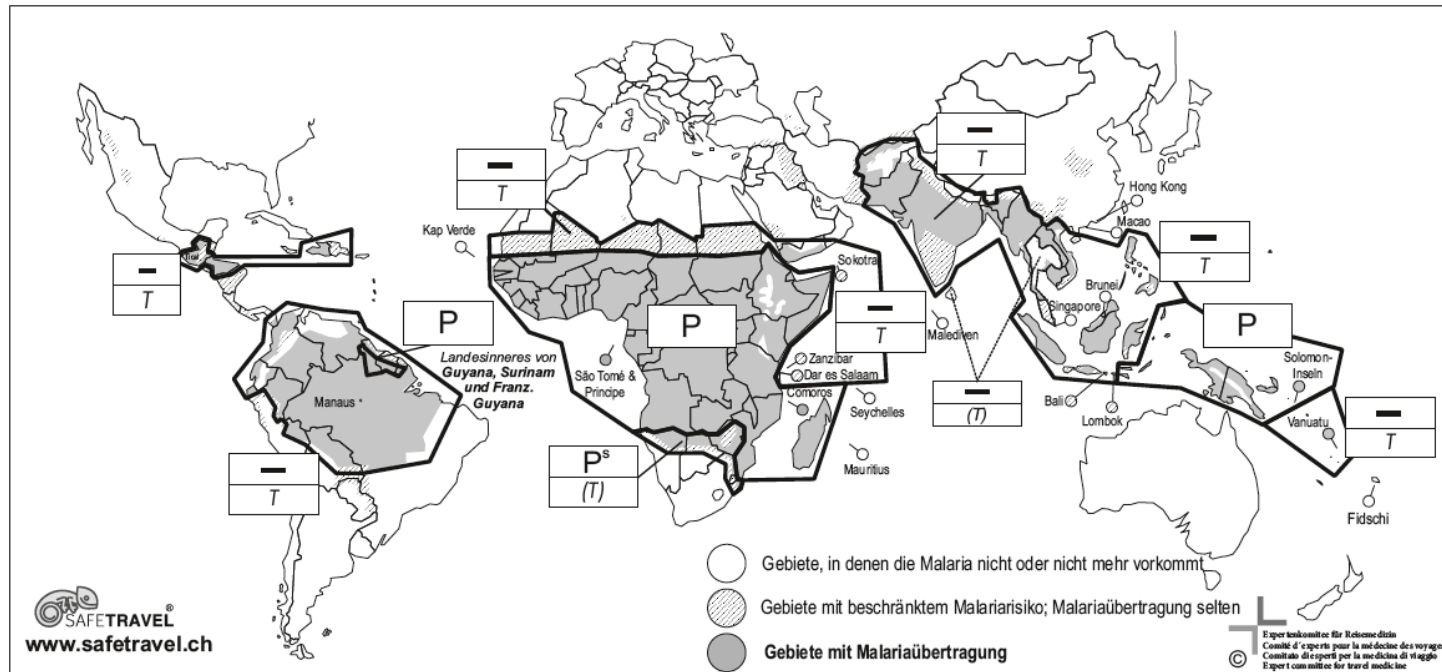 Hong Kong
Macao
T
T
Kap Verde
Sokotra
T
T
Brunei
Singapore
T
P
P
P
Malediven
Landesinneres von
Guyana, Surinam
und Franz.
Guyana
Zanzibar
Dar es Salaam
São Tomé &
Principe
Comoros
Seychelles
Solomon-
Inseln
Manaus
(T)
Bali
Lombok
Vanuatu
T
Mauritius
Pˢ
(T)
T
Fidschi
Gebiete, in denen die Malaria nicht oder nicht mehr vorkommt
Gebiete mit beschränktem Malariarisiko; Malariaübertragung selten
Gebiete mit Malariaübertragung
SAFETRAVEL®
www.safetravel.ch
©
Expertenkomitee für Reisemedizin
Comité d'experts pour la médecine des voyages
Comitato di esperti per la medicina di viaggio
Expert committee for travel medicine